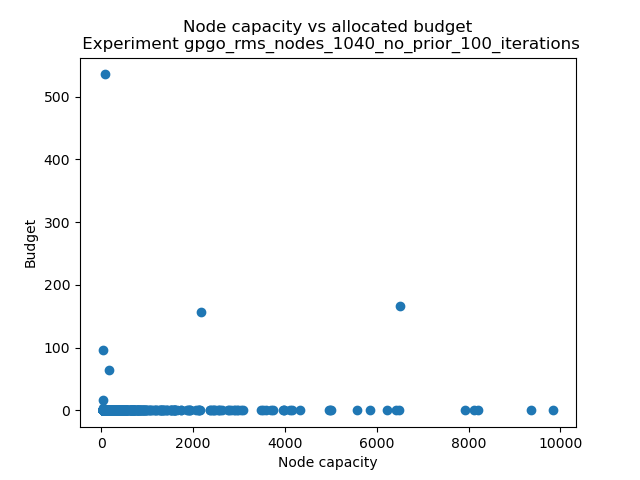 Node capacity vs allocated budget
Experiment gpgo_rms_nodes_1040_no_prior_100_iterations
500
400
300
200
100
0
Budget
0 2000 4000 6000 8000 10000
Node capacity